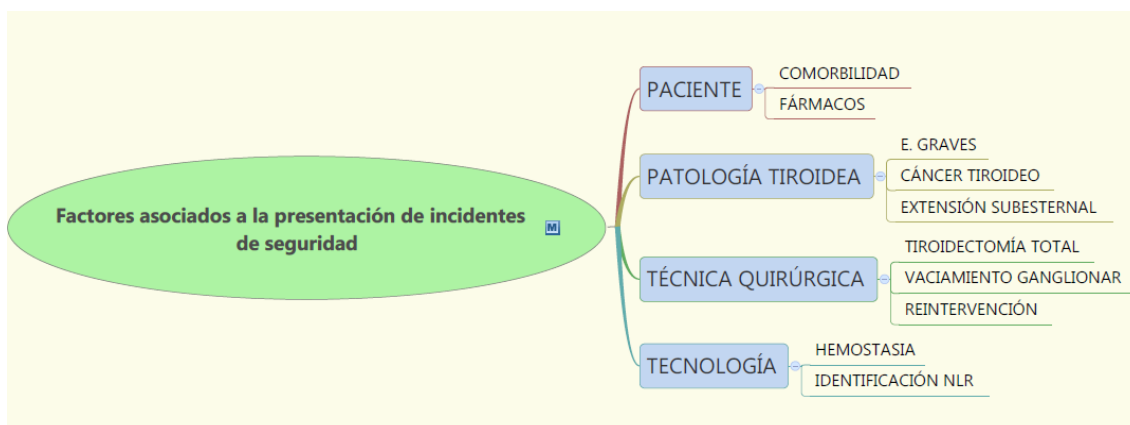 Factores asociados a la presentación de incidentes
de seguridad
M
PACIENTE
COMORBILIDAD
FÁRMACOS
PATOLOGÍA TIROIDEA
E. GRAVES
CÁNCER TIROIDEO
EXTENSIÓN SUBESTERNAL
TÉCNICA QUIRÚRGICA
TIROIDECTOMÍA TOTAL
VACIAMIENTO GANGLIONAR
REINTERVENCIÓN
TECNOLOGÍA
HEMOSTASIA
IDENTIFICACIÓN NLR